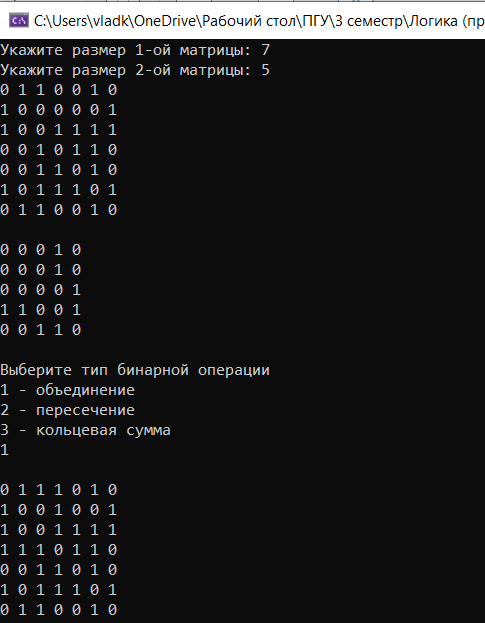 C:\Users\vladk\OneDrive\Рабочий стол\ПГУ\3 семестр\Логика (пр
Укажите размер 1-ой матрицы: 7
Укажите размер 2-ой матрицы: 5
0 1 1 0 0 1 0
1 0 0 0 0 0 1
1 0 0 1 1 1 1
0 0 1 0 1 1 0
0 0 1 1 0 1 0
1 0 1 1 1 0 1
0 1 1 0 0 1 0
0 0 0 1 0
0 0 0 1 0
0 0 0 0 1
1 1 0 0 1
0 0 1 1 0
Выберите тип бинарной операции
1 - объединение
2 - пересечение
3 - кольцевая сумма
1
0 1 1 1 0 1 0
1 0 0 1 0 0 1
1 0 0 1 1 1 1
1 1 1 0 1 1 0
0 0 1 1 0 1 0
1 0 1 1 1 0 1
0 1 1 0 0 1 0